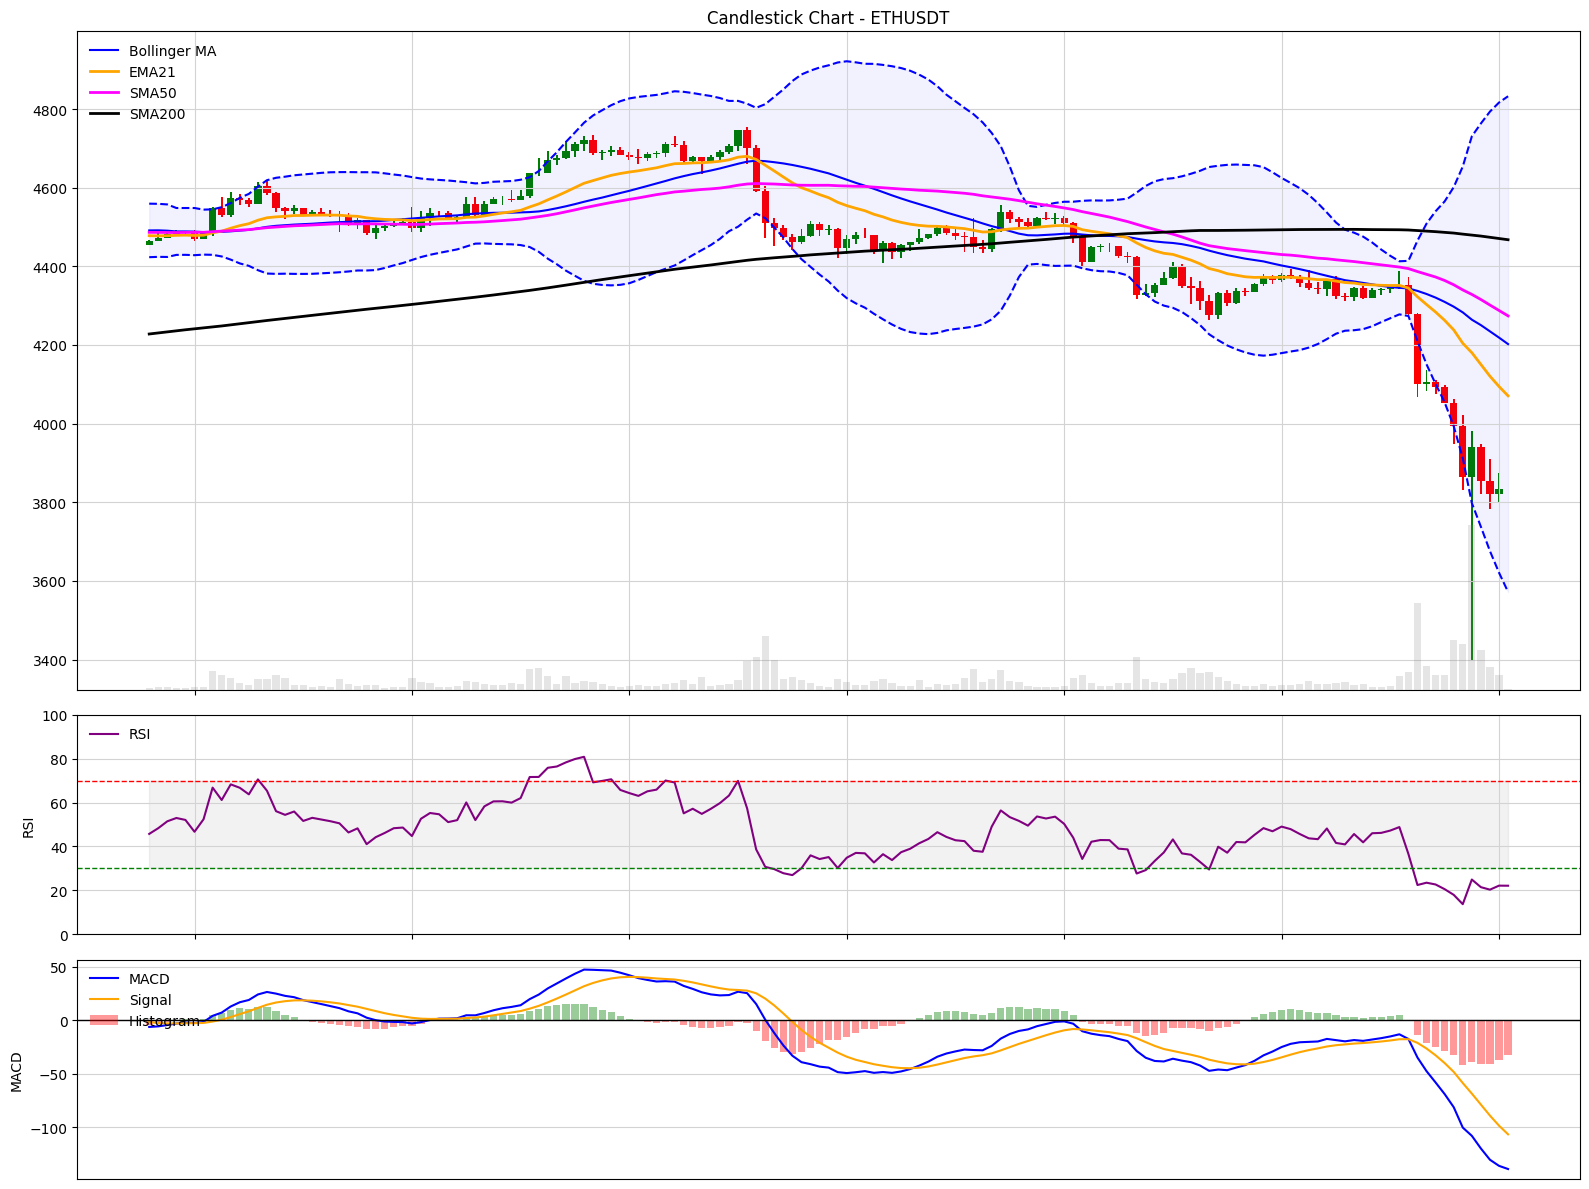 Candlestick Chart - ETHUSDT
Bollinger MA
EMA21
SMA50
SMA200
4800
4600
4400
4200
4000
3800
3600
3400
100
80
60
40
20
0
RSI
RSI
50
0
−50
−100
MACD
MACD
Signal
Histogram